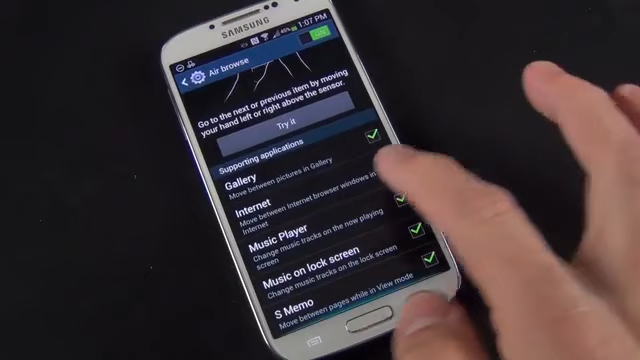 SAMSUNG
46% 1:07 PM
Air browse
ON
Go to the next or previous item by moving
your hand left or right above the sensor.
Try it
Supporting applications
Gallery
Move between pictures in Gallery
Internet
Move between Internet browser windows in
Internet
Music Player
Change music tracks on the now playing
screen
Music on lock screen
Change music tracks on the lock screen
S Memo
Move between pages while in View mode